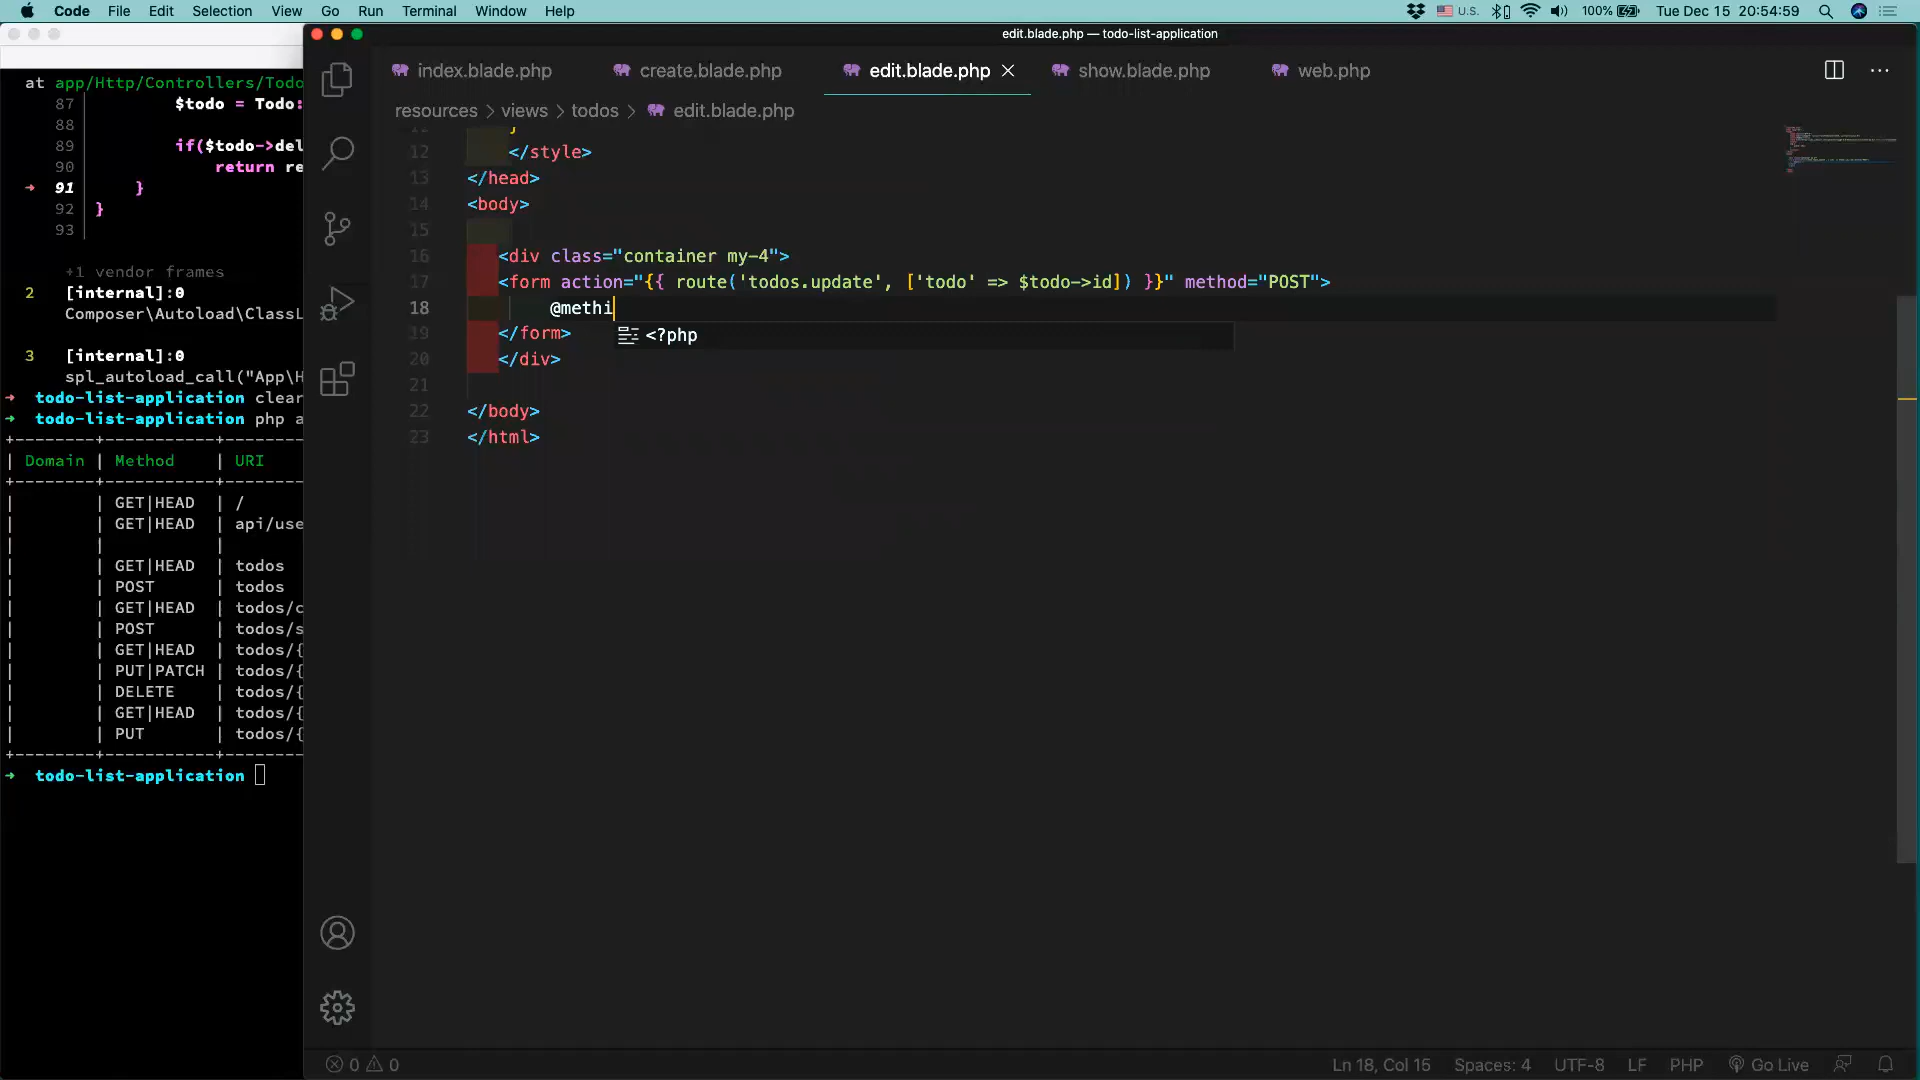 Code File Edit Selection View Go Run Terminal Window Help U.S. 100% Tue Dec 15 20:54:59
edit.blade.php — todo-list-application
index.blade.php create.blade.php edit.blade.php show.blade.php web.php
resources > views > todos > edit.blade.php
at app/Http/Controllers/Todo
87 $todo = Todo:
88
89 if($todo->del
90 return re
➜ 91 }
92 }
93
+1 vendor frames
2 [internal]:0
Composer\Autoload\ClassL
3 [internal]:0
spl_autoload_call("App\H
➜ todo-list-application clear
➜ todo-list-application php a
+--------+-----------+--------
| Domain | Method | URI
+--------+-----------+--------
| | GET|HEAD | /
| | GET|HEAD | api/use
| | |
| | GET|HEAD | todos
| | POST | todos
| | GET|HEAD | todos/c
| | POST | todos/s
| | GET|HEAD | todos/{
| | PUT|PATCH | todos/{
| | DELETE | todos/{
| | GET|HEAD | todos/{
| | PUT | todos/{
+--------+-----------+--------
➜ todo-list-application
12 </style>
13 </head>
14 <body>
15
16 <div class="container my-4">
17 <form action="{{ route('todos.update', ['todo' => $todo->id]) }}" method="POST">
18 @methi
<?php
19 </form>
20 </div>
21
22 </body>
23 </html>
0 0 Ln 18, Col 15 Spaces: 4 UTF-8 LF PHP Go Live